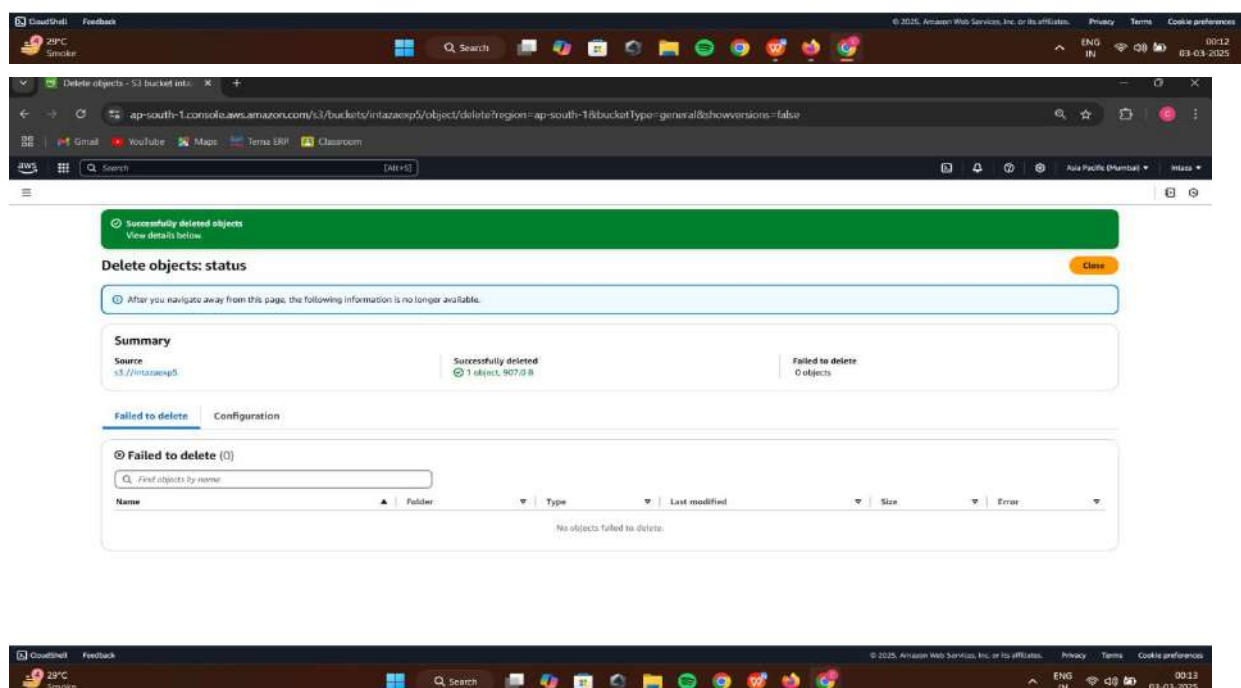 CloudShell Feedback © 2025, Amazon Web Services, Inc. or its affiliates. Privacy Terms Cookie preferences
29°C Search ENG 00:12
Smoke IN 03-03-2025
Delete objects - S3 bucket inta
ap-south-1.console.aws.amazon.com/s3/buckets/intazaexp5/object/delete?region=ap-south-1&bucketType=general&showversions=false
Gmail YouTube Maps Terna ERP Classroom
aws Search [Alt+S] Asia Pacific (Mumbai) Intaza
Successfully deleted objects
View details below.
Delete objects: status Close
After you navigate away from this page, the following information is no longer available.
Summary
Source Successfully deleted Failed to delete
s3://intazaexp5 1 object, 907.0 B 0 objects
Failed to delete Configuration
Failed to delete (0)
Find objects by name
Name Folder Type Last modified Size Error
No objects failed to delete.
CloudShell Feedback © 2025, Amazon Web Services, Inc. or its affiliates. Privacy Terms Cookie preferences
29°C Search ENG 00:13
Smoke IN 03-03-2025